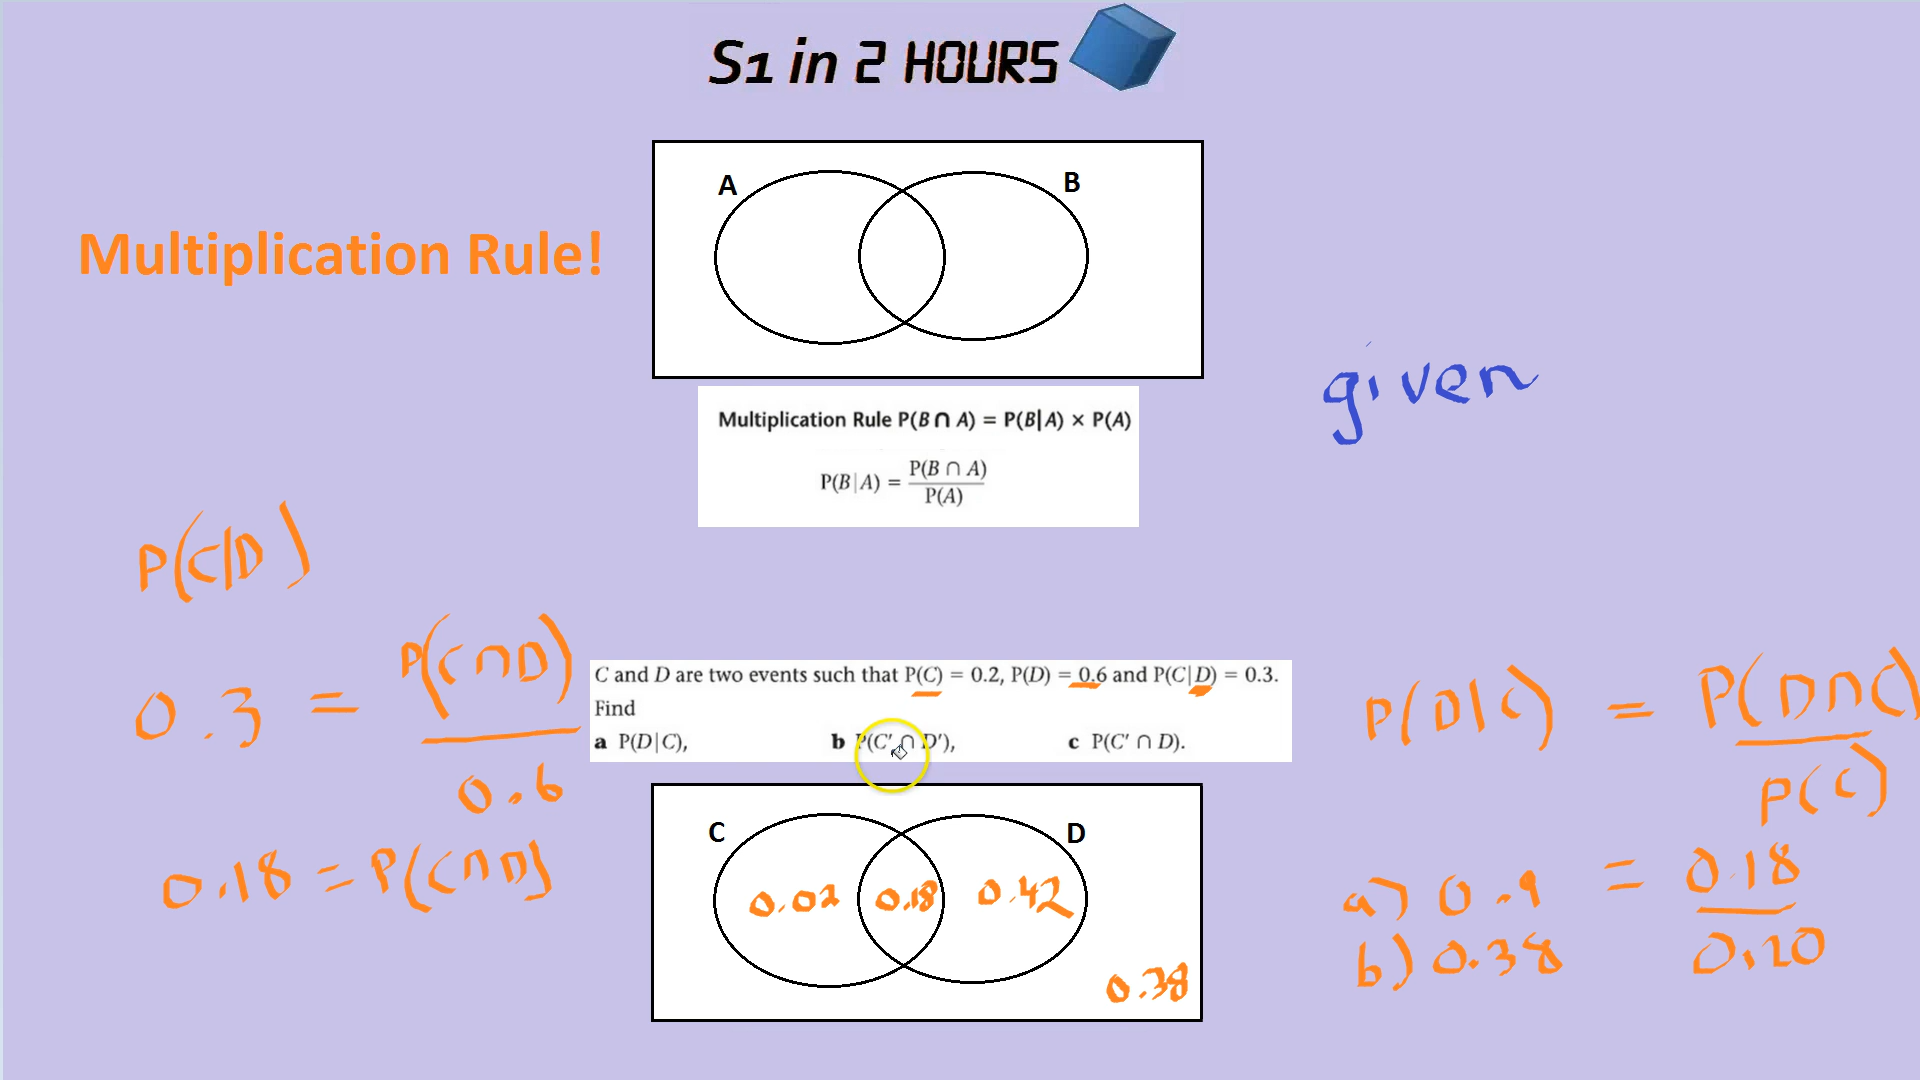 S1 in 2 HOURS
A
B
Multiplication Rule!
given
Multiplication Rule P(B ∩ A) = P(B|A) × P(A)
P(B|A) = P(B ∩ A) / P(A)
P(C|D)
0.3 = P(C∩D) / 0.6
0.18 = P(C∩D)
C and D are two events such that P(C) = 0.2, P(D) = 0.6 and P(C|D) = 0.3.
Find
a P(D|C), b P(C′ ∩ D′), c P(C′ ∩ D).
C
D
0.02 0.18 0.42
0.38
P(D|C) = P(D∩C) / P(C)
a) 0.9 = 0.18 / 0.20
b) 0.38